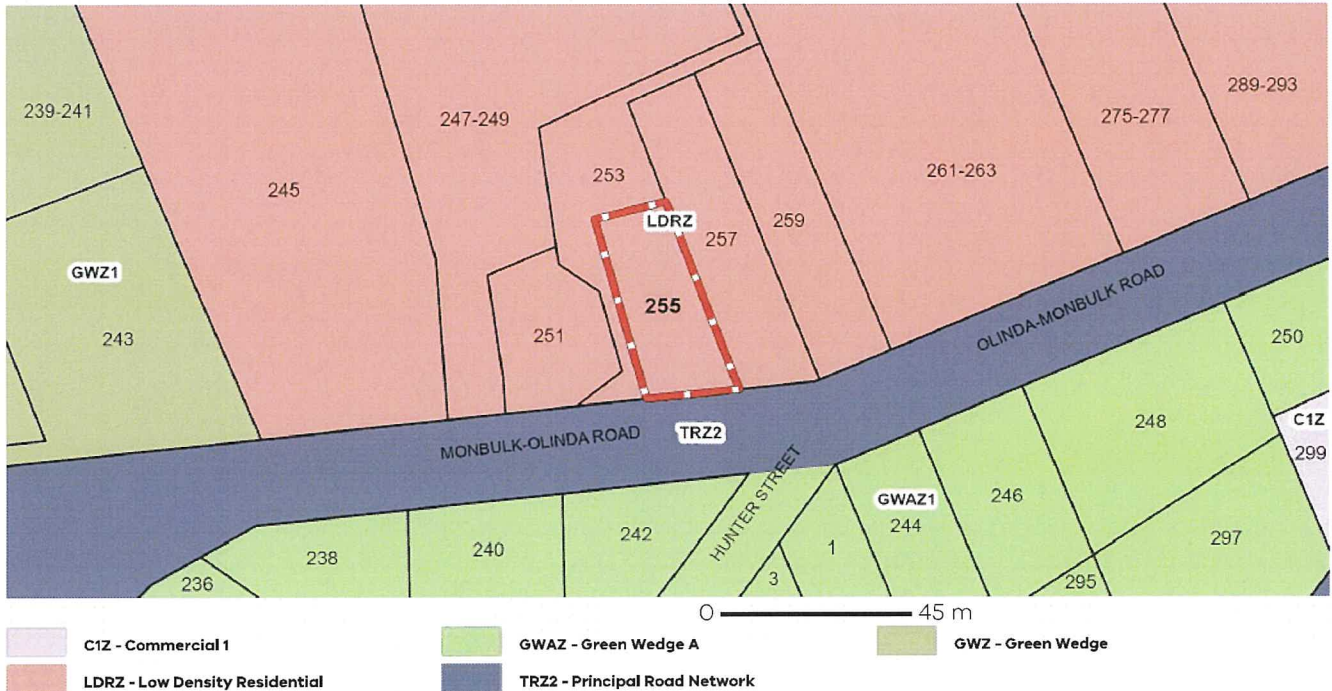 239-241
247-249
289-293
275-277
245
253
261-263
LDRZ
259
257
GWZ1
255
243
251
OLINDA-MONBULK ROAD
250
MONBULK-OLINDA ROAD
TRZ2
C1Z
248
299
HUNTER STREET
GWAZ1
246
244
242
240
238
297
1
3
295
236
0 45 m
C1Z - Commercial 1
GWAZ - Green Wedge A
GWZ - Green Wedge
LDRZ - Low Density Residential
TRZ2 - Principal Road Network